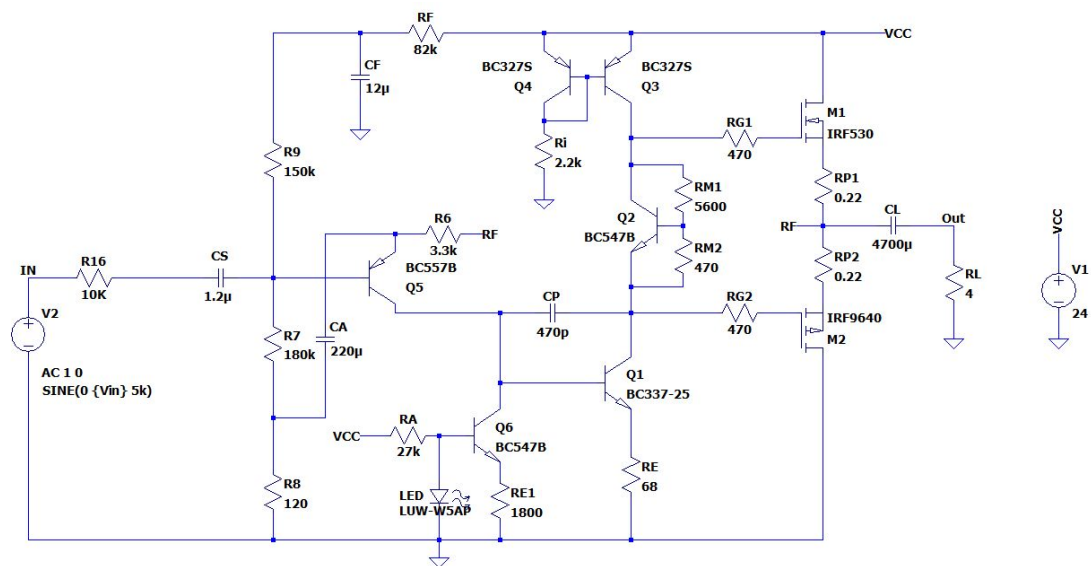 RF
82k
VCC
CF
12µ
BC327S
Q4
BC327S
Q3
M1
IRF530
RG1
470
Ri
2.2k
R9
150k
RM1
5600
RP1
0.22
Q2
BC547B
R6
3.3k
RF
RF
CL
4700µ
Out
VCC
RM2
470
BC557B
Q5
IN
R16
10K
CS
1.2µ
RP2
0.22
RL
4
V1
24
V2
CP
470p
RG2
470
IRF9640
M2
R7
180k
CA
220µ
AC 1 0
SINE(0 {Vin} 5k)
Q1
BC337-25
RA
27k
VCC
Q6
BC547B
R8
120
LED
LUW-W5AP
RE1
1800
RE
68